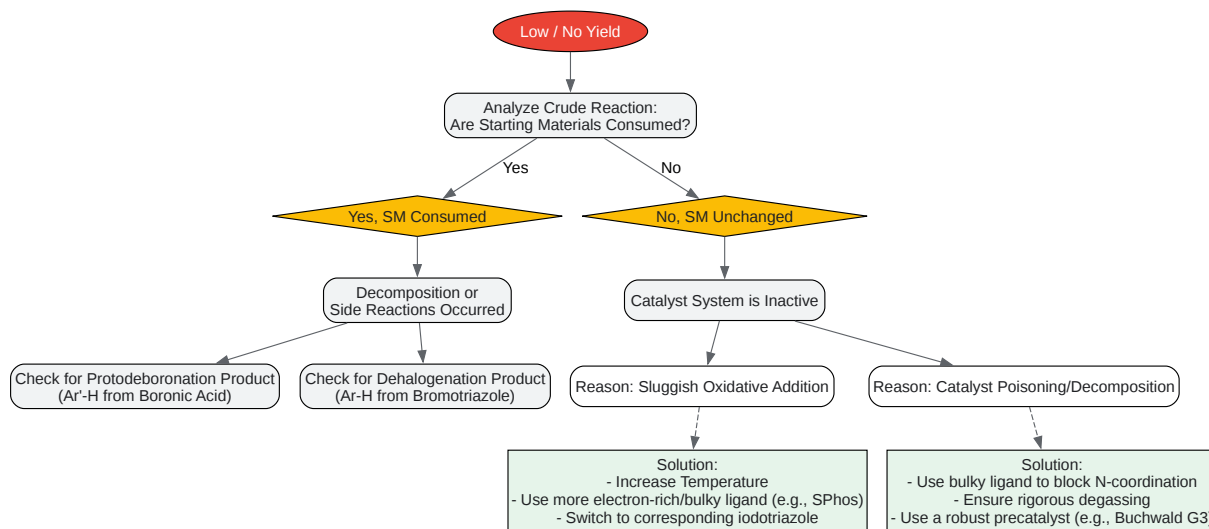 Low / No Yield
Analyze Crude Reaction:
Are Starting Materials Consumed?
Yes
No
Yes, SM Consumed
No, SM Unchanged
Decomposition or
Side Reactions Occurred
Catalyst System is Inactive
Check for Protodeboronation Product
(Ar'-H from Boronic Acid)
Check for Dehalogenation Product
(Ar-H from Bromotriazole)
Reason: Sluggish Oxidative Addition
Reason: Catalyst Poisoning/Decomposition
Solution:
- Increase Temperature
- Use more electron-rich/bulky ligand (e.g., SPhos)
- Switch to corresponding iodotriazole
Solution:
- Use bulky ligand to block N-coordination
- Ensure rigorous degassing
- Use a robust precatalyst (e.g., Buchwald G3)